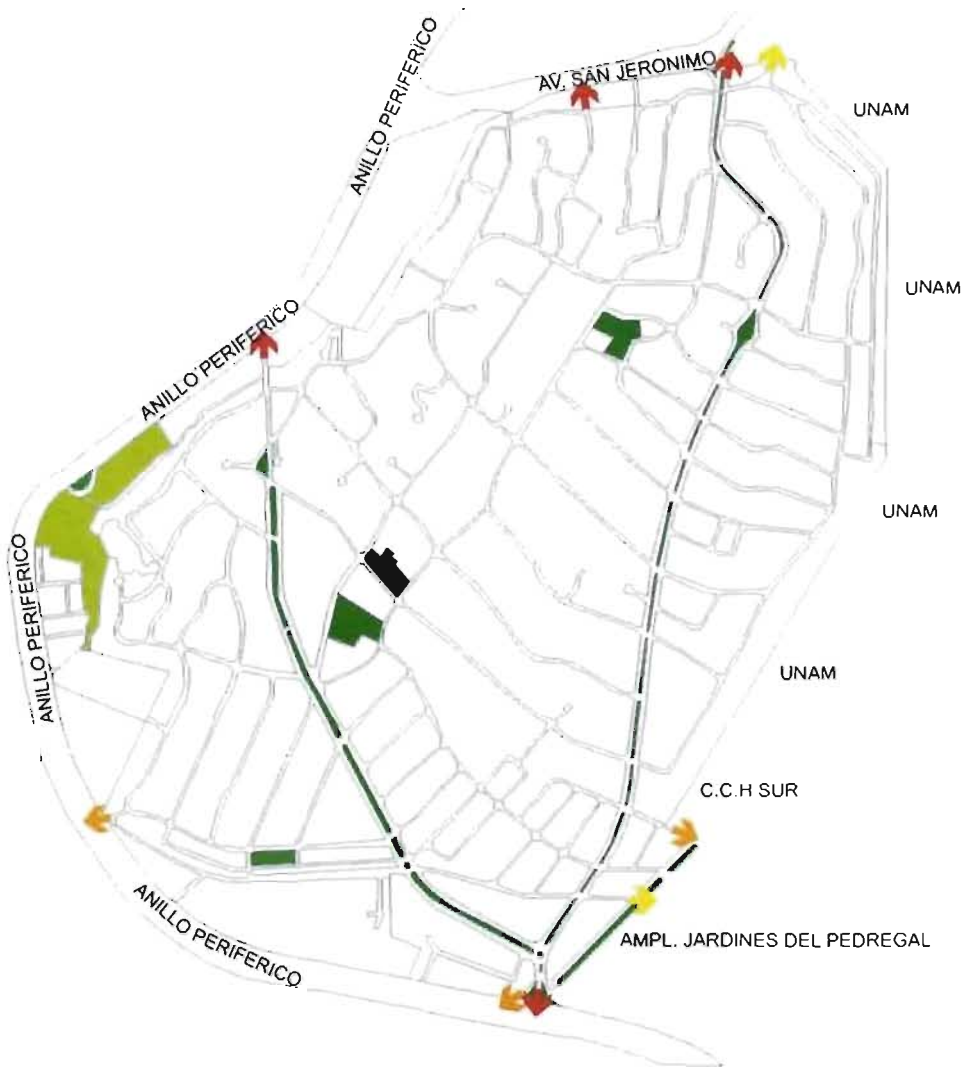 ANILLO PERIFERICO
AV. SAN JERONIMO
UNAM
UNAM
ANILLO PERIFERICO
UNAM
ANILLO PERIFERICO
UNAM
C.C.H SUR
ANILLO PERIFERICO
AMPL. JARDINES DEL PEDREGAL